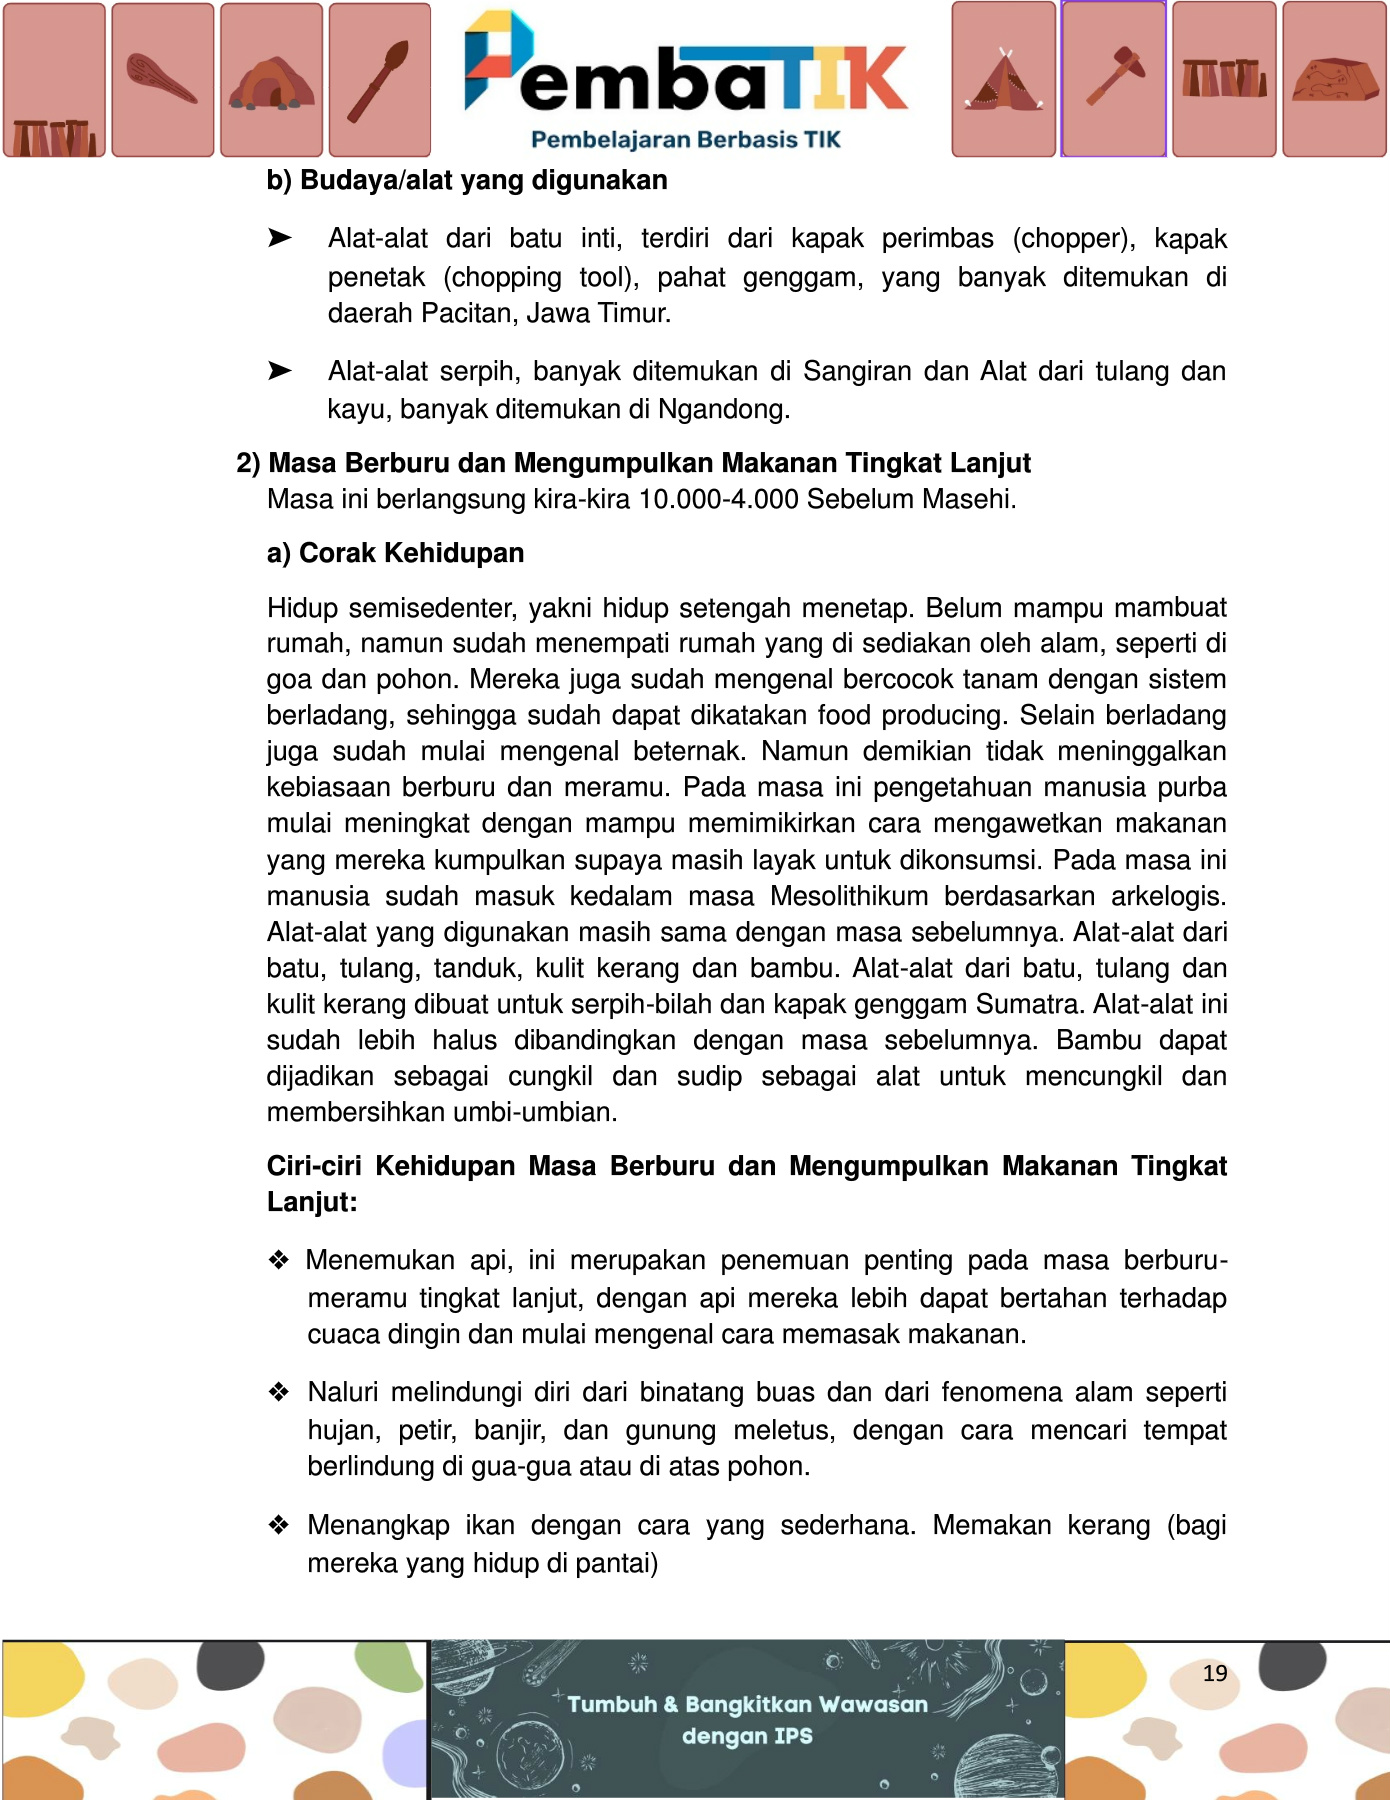 PembaTIK
Pembelajaran Berbasis TIK
b) Budaya/alat yang digunakan
➤ Alat-alat dari batu inti, terdiri dari kapak perimbas (chopper), kapak
penetak (chopping tool), pahat genggam, yang banyak ditemukan di
daerah Pacitan, Jawa Timur.
➤ Alat-alat serpih, banyak ditemukan di Sangiran dan Alat dari tulang dan
kayu, banyak ditemukan di Ngandong.
2) Masa Berburu dan Mengumpulkan Makanan Tingkat Lanjut
Masa ini berlangsung kira-kira 10.000-4.000 Sebelum Masehi.
a) Corak Kehidupan
Hidup semisedenter, yakni hidup setengah menetap. Belum mampu mambuat
rumah, namun sudah menempati rumah yang di sediakan oleh alam, seperti di
goa dan pohon. Mereka juga sudah mengenal bercocok tanam dengan sistem
berladang, sehingga sudah dapat dikatakan food producing. Selain berladang
juga sudah mulai mengenal beternak. Namun demikian tidak meninggalkan
kebiasaan berburu dan meramu. Pada masa ini pengetahuan manusia purba
mulai meningkat dengan mampu memimikirkan cara mengawetkan makanan
yang mereka kumpulkan supaya masih layak untuk dikonsumsi. Pada masa ini
manusia sudah masuk kedalam masa Mesolithikum berdasarkan arkelogis.
Alat-alat yang digunakan masih sama dengan masa sebelumnya. Alat-alat dari
batu, tulang, tanduk, kulit kerang dan bambu. Alat-alat dari batu, tulang dan
kulit kerang dibuat untuk serpih-bilah dan kapak genggam Sumatra. Alat-alat ini
sudah lebih halus dibandingkan dengan masa sebelumnya. Bambu dapat
dijadikan sebagai cungkil dan sudip sebagai alat untuk mencungkil dan
membersihkan umbi-umbian.
Ciri-ciri Kehidupan Masa Berburu dan Mengumpulkan Makanan Tingkat
Lanjut:
❖ Menemukan api, ini merupakan penemuan penting pada masa berburu-
meramu tingkat lanjut, dengan api mereka lebih dapat bertahan terhadap
cuaca dingin dan mulai mengenal cara memasak makanan.
❖ Naluri melindungi diri dari binatang buas dan dari fenomena alam seperti
hujan, petir, banjir, dan gunung meletus, dengan cara mencari tempat
berlindung di gua-gua atau di atas pohon.
❖ Menangkap ikan dengan cara yang sederhana. Memakan kerang (bagi
mereka yang hidup di pantai)
19
Tumbuh & Bangkitkan Wawasan
dengan IPS